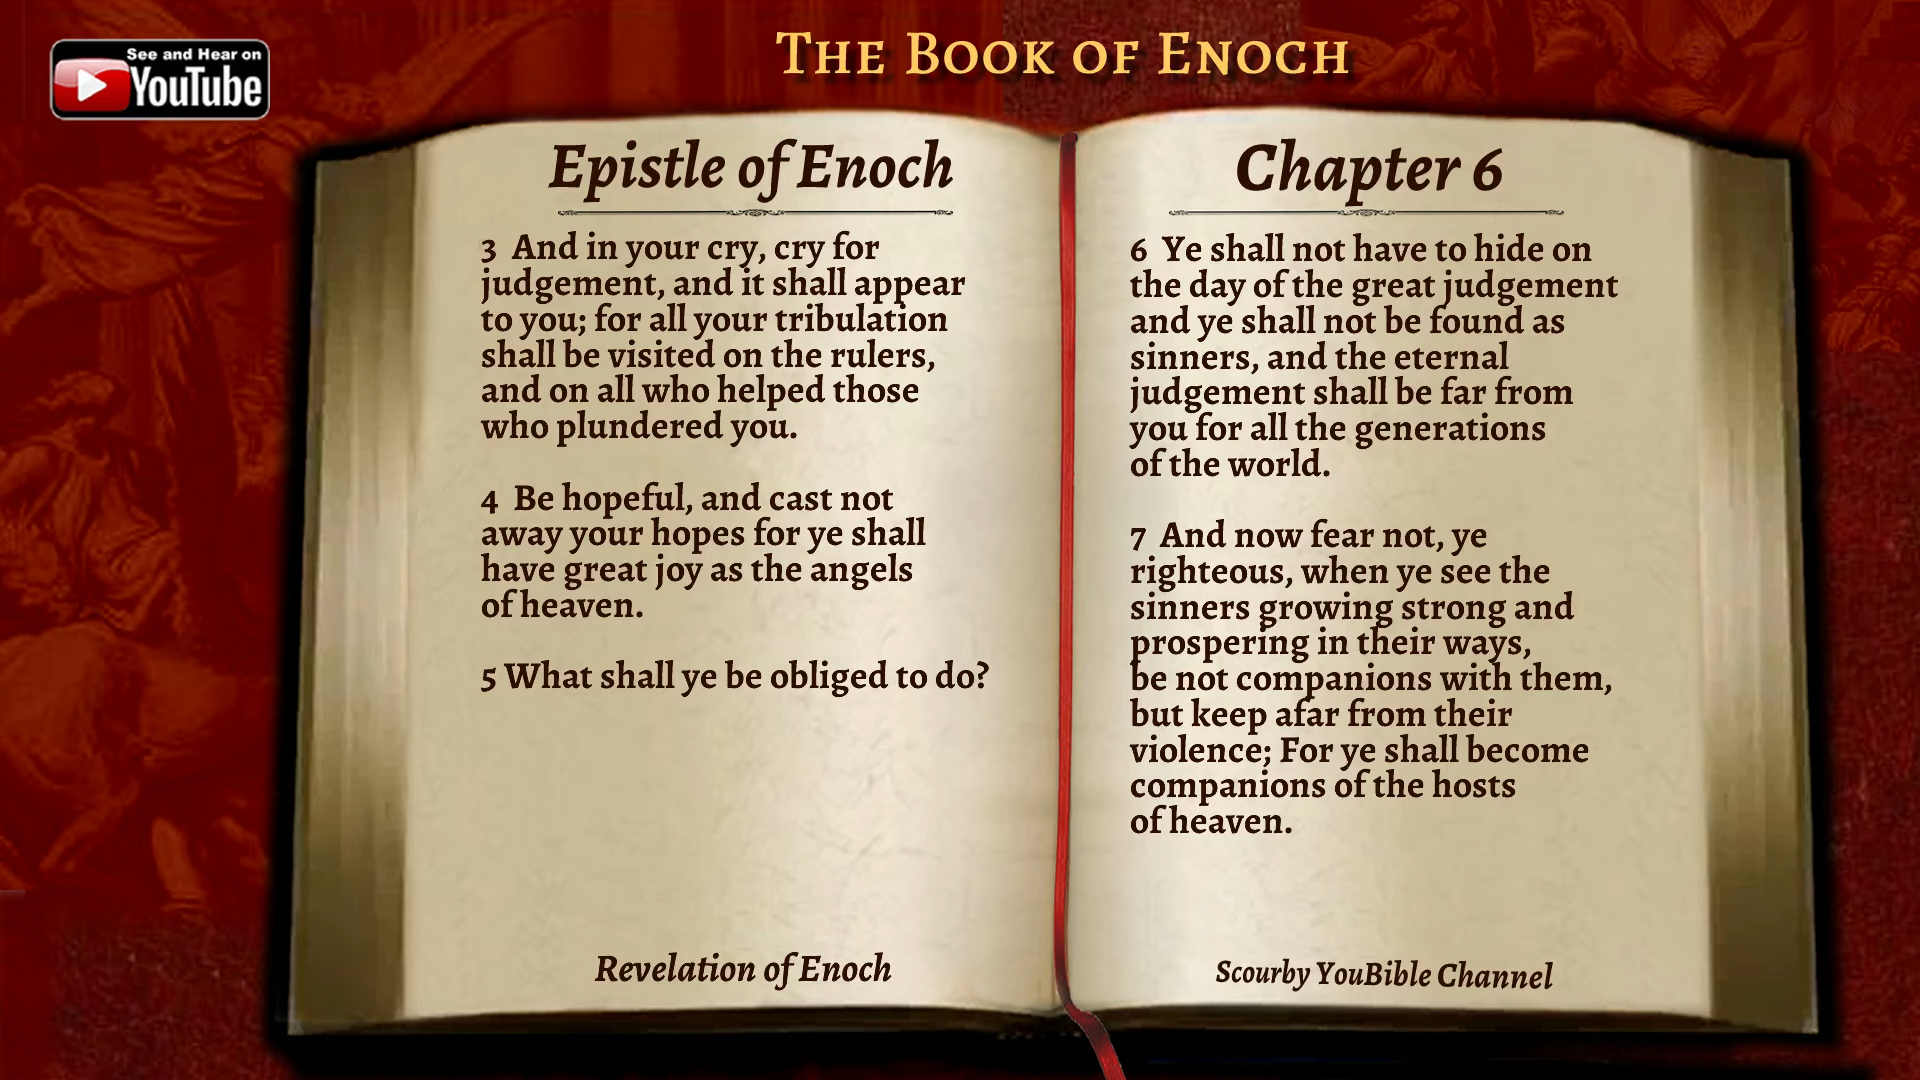 See and Hear on
YouTube
The Book of Enoch
Epistle of Enoch
3 And in your cry, cry for
judgement, and it shall appear
to you; for all your tribulation
shall be visited on the rulers,
and on all who helped those
who plundered you.
4 Be hopeful, and cast not
away your hopes for ye shall
have great joy as the angels
of heaven.
5 What shall ye be obliged to do?
Revelation of Enoch
Chapter 6
6 Ye shall not have to hide on
the day of the great judgement
and ye shall not be found as
sinners, and the eternal
judgement shall be far from
you for all the generations
of the world.
7 And now fear not, ye
righteous, when ye see the
sinners growing strong and
prospering in their ways,
be not companions with them,
but keep afar from their
violence; For ye shall become
companions of the hosts
of heaven.
Scourby YouBible Channel